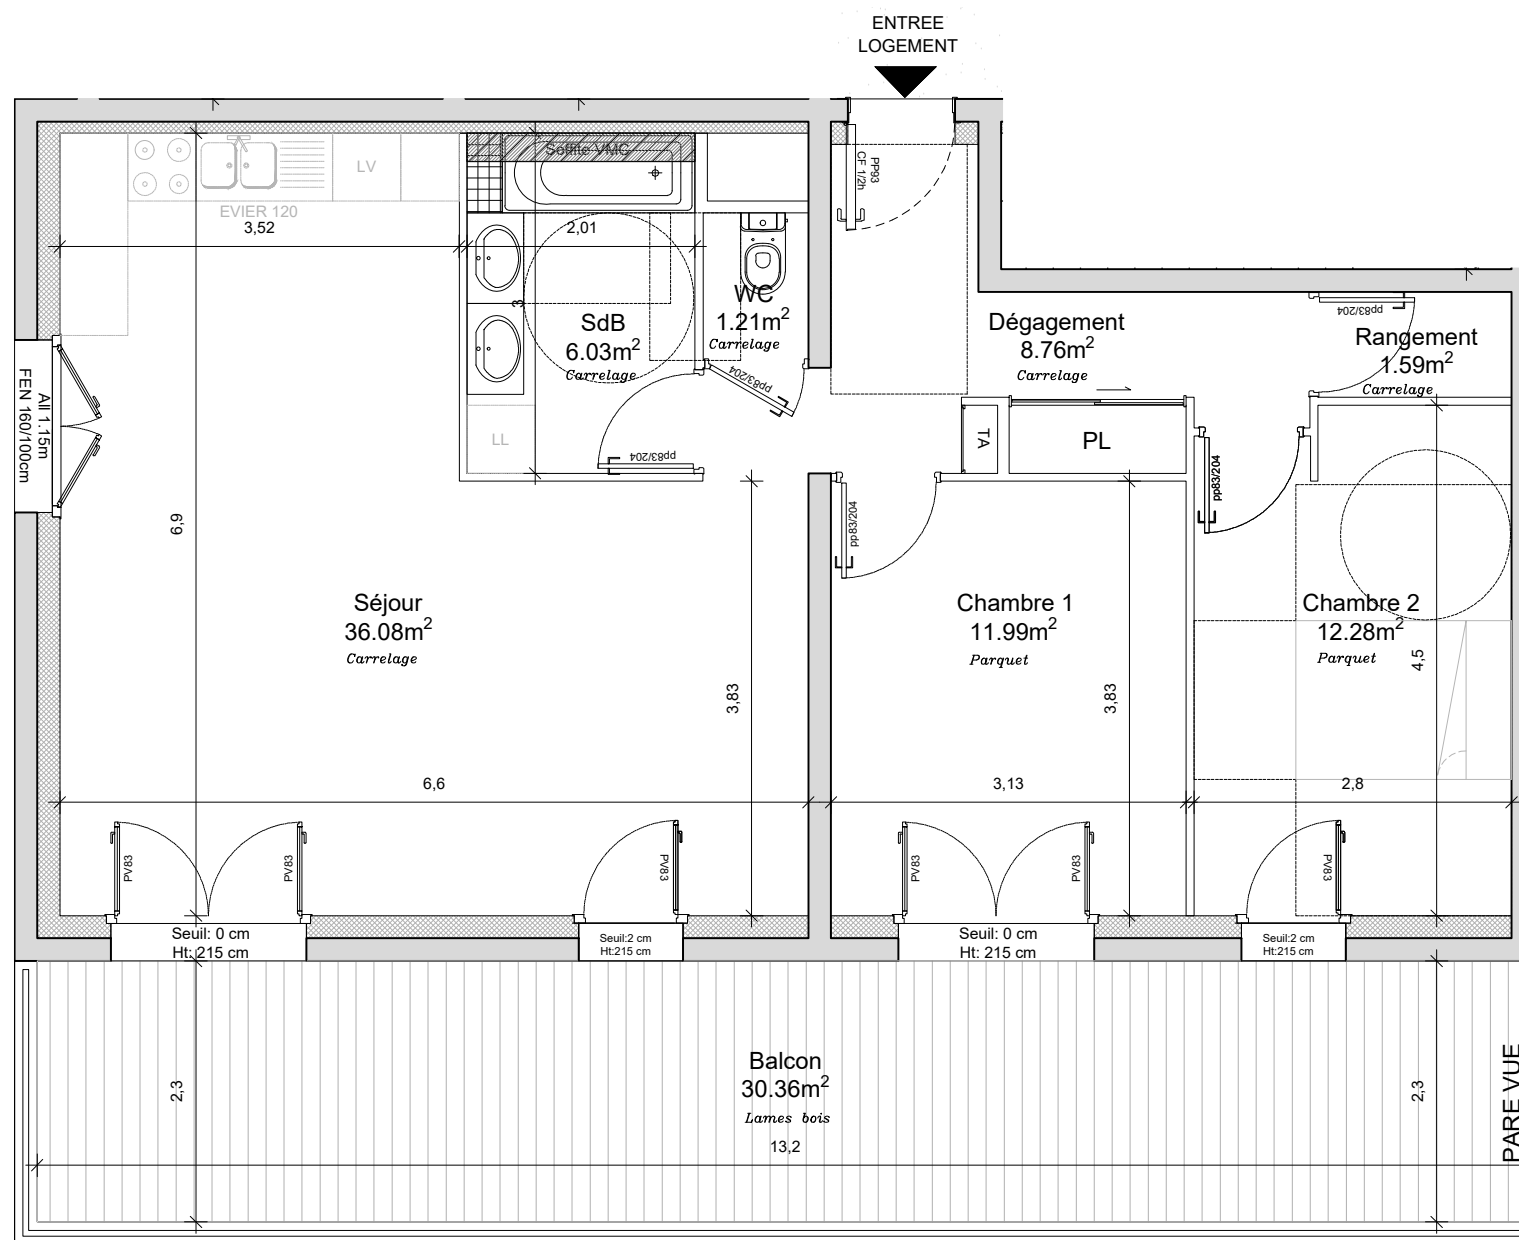 ENTREE
LOGEMENT
PP93
CF 1/2h
Soffite VMC
LV
EVIER 120
3,52
2,01
3
WC
1.21m²
Carrelage
SdB
6.03m²
Carrelage
pp83/204
pp83/204
LL
Dégagement
8.76m²
Carrelage
pp83/204
Rangement
1.59m²
Carrelage
TA
PL
All 1.15m
FEN 160/100cm
6,9
pp83/204
pp83/204
Séjour
36.08m²
Carrelage
Chambre 1
11.99m²
Parquet
Chambre 2
12.28m²
Parquet
3,83
3,83
4,5
6,6
3,13
2,8
PV83
PV83
PV83
PV83
PV83
PV83
Seuil: 0 cm
Ht: 215 cm
Seuil:2 cm
Ht:215 cm
Seuil: 0 cm
Ht: 215 cm
Seuil:2 cm
Ht:215 cm
Balcon
30.36m²
Lames bois
13,2
2,3
2,3
PARE VUE